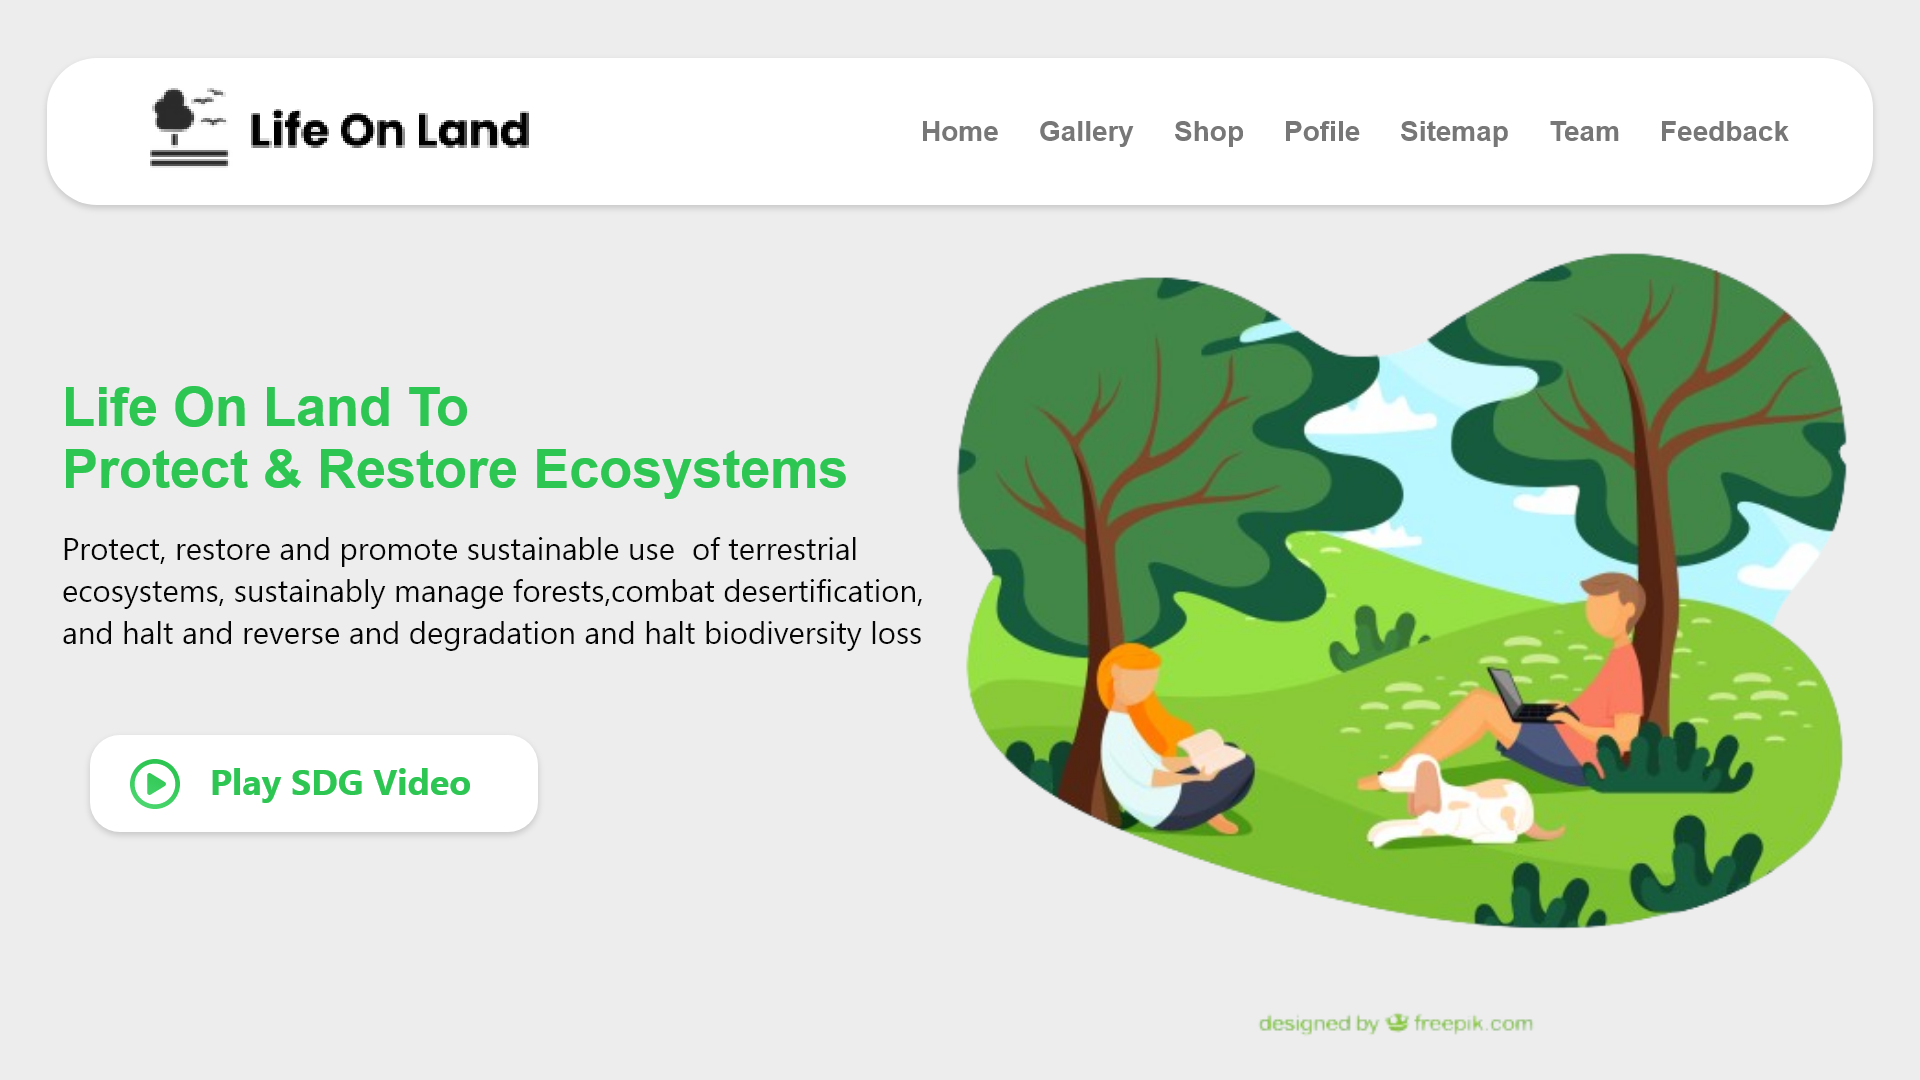 Life On Land
Home Gallery Shop Pofile Sitemap Team Feedback
Life On Land To
Protect & Restore Ecosystems
Protect, restore and promote sustainable use  of terrestrial
ecosystems, sustainably manage forests,combat desertification,
and halt and reverse and degradation and halt biodiversity loss
Play SDG Video
designed by freepik.com